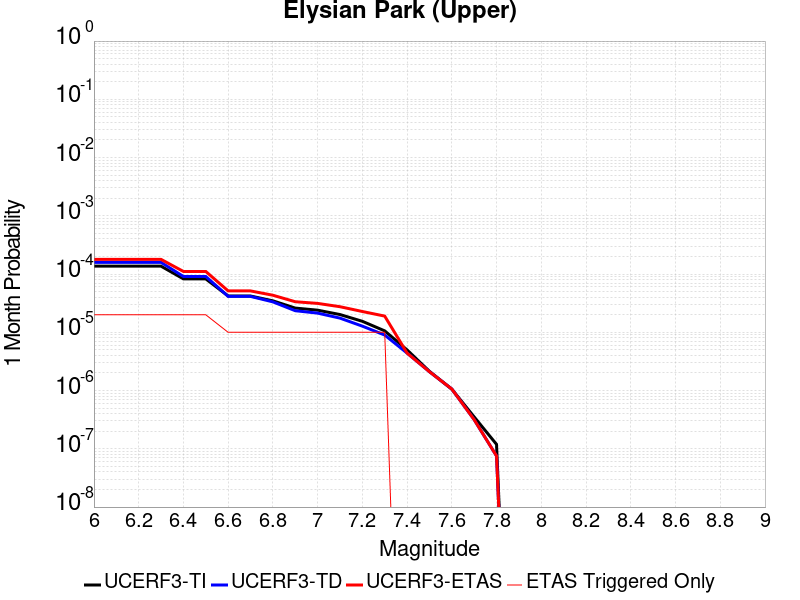 Elysian Park (Upper)
10^0
10^-1
10^-2
10^-3
10^-4
10^-5
10^-6
10^-7
10^-8
1 Month Probability
6 6.2 6.4 6.6 6.8 7 7.2 7.4 7.6 7.8 8 8.2 8.4 8.6 8.8 9
Magnitude
UCERF3-TI UCERF3-TD UCERF3-ETAS ETAS Triggered Only